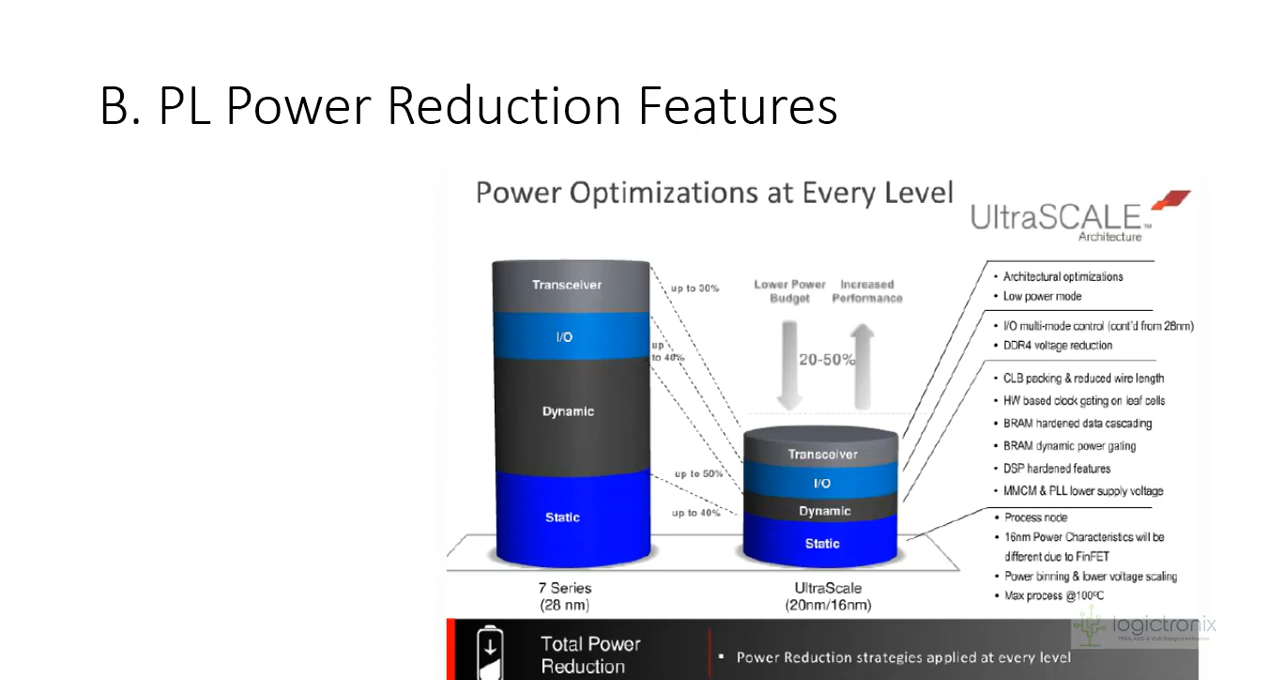 B. PL Power Reduction Features
Power Optimizations at Every Level
UltraSCALE™
Architecture
Transceiver
I/O
Dynamic
Static
7 Series
(28 nm)
up to 30%
up
to 40%
up to 50%
up to 40%
Lower Power
Budget
Increased
Performance
20-50%
Transceiver
I/O
Dynamic
Static
UltraScale
(20nm/16nm)
• Architectural optimizations
• Low power mode
• I/O multi-mode control (cont'd from 28nm)
• DDR4 voltage reduction
• CLB packing & reduced wire length
• HW based clock gating on leaf cells
• BRAM hardened data cascading
• BRAM dynamic power gating
• DSP hardened features
• MMCM & PLL lower supply voltage
• Process node
• 16nm Power Characteristics will be
different due to FinFET
• Power binning & lower voltage scaling
• Max process @100ºC
Total Power
Reduction
▪ Power Reduction strategies applied at every level
logictronix